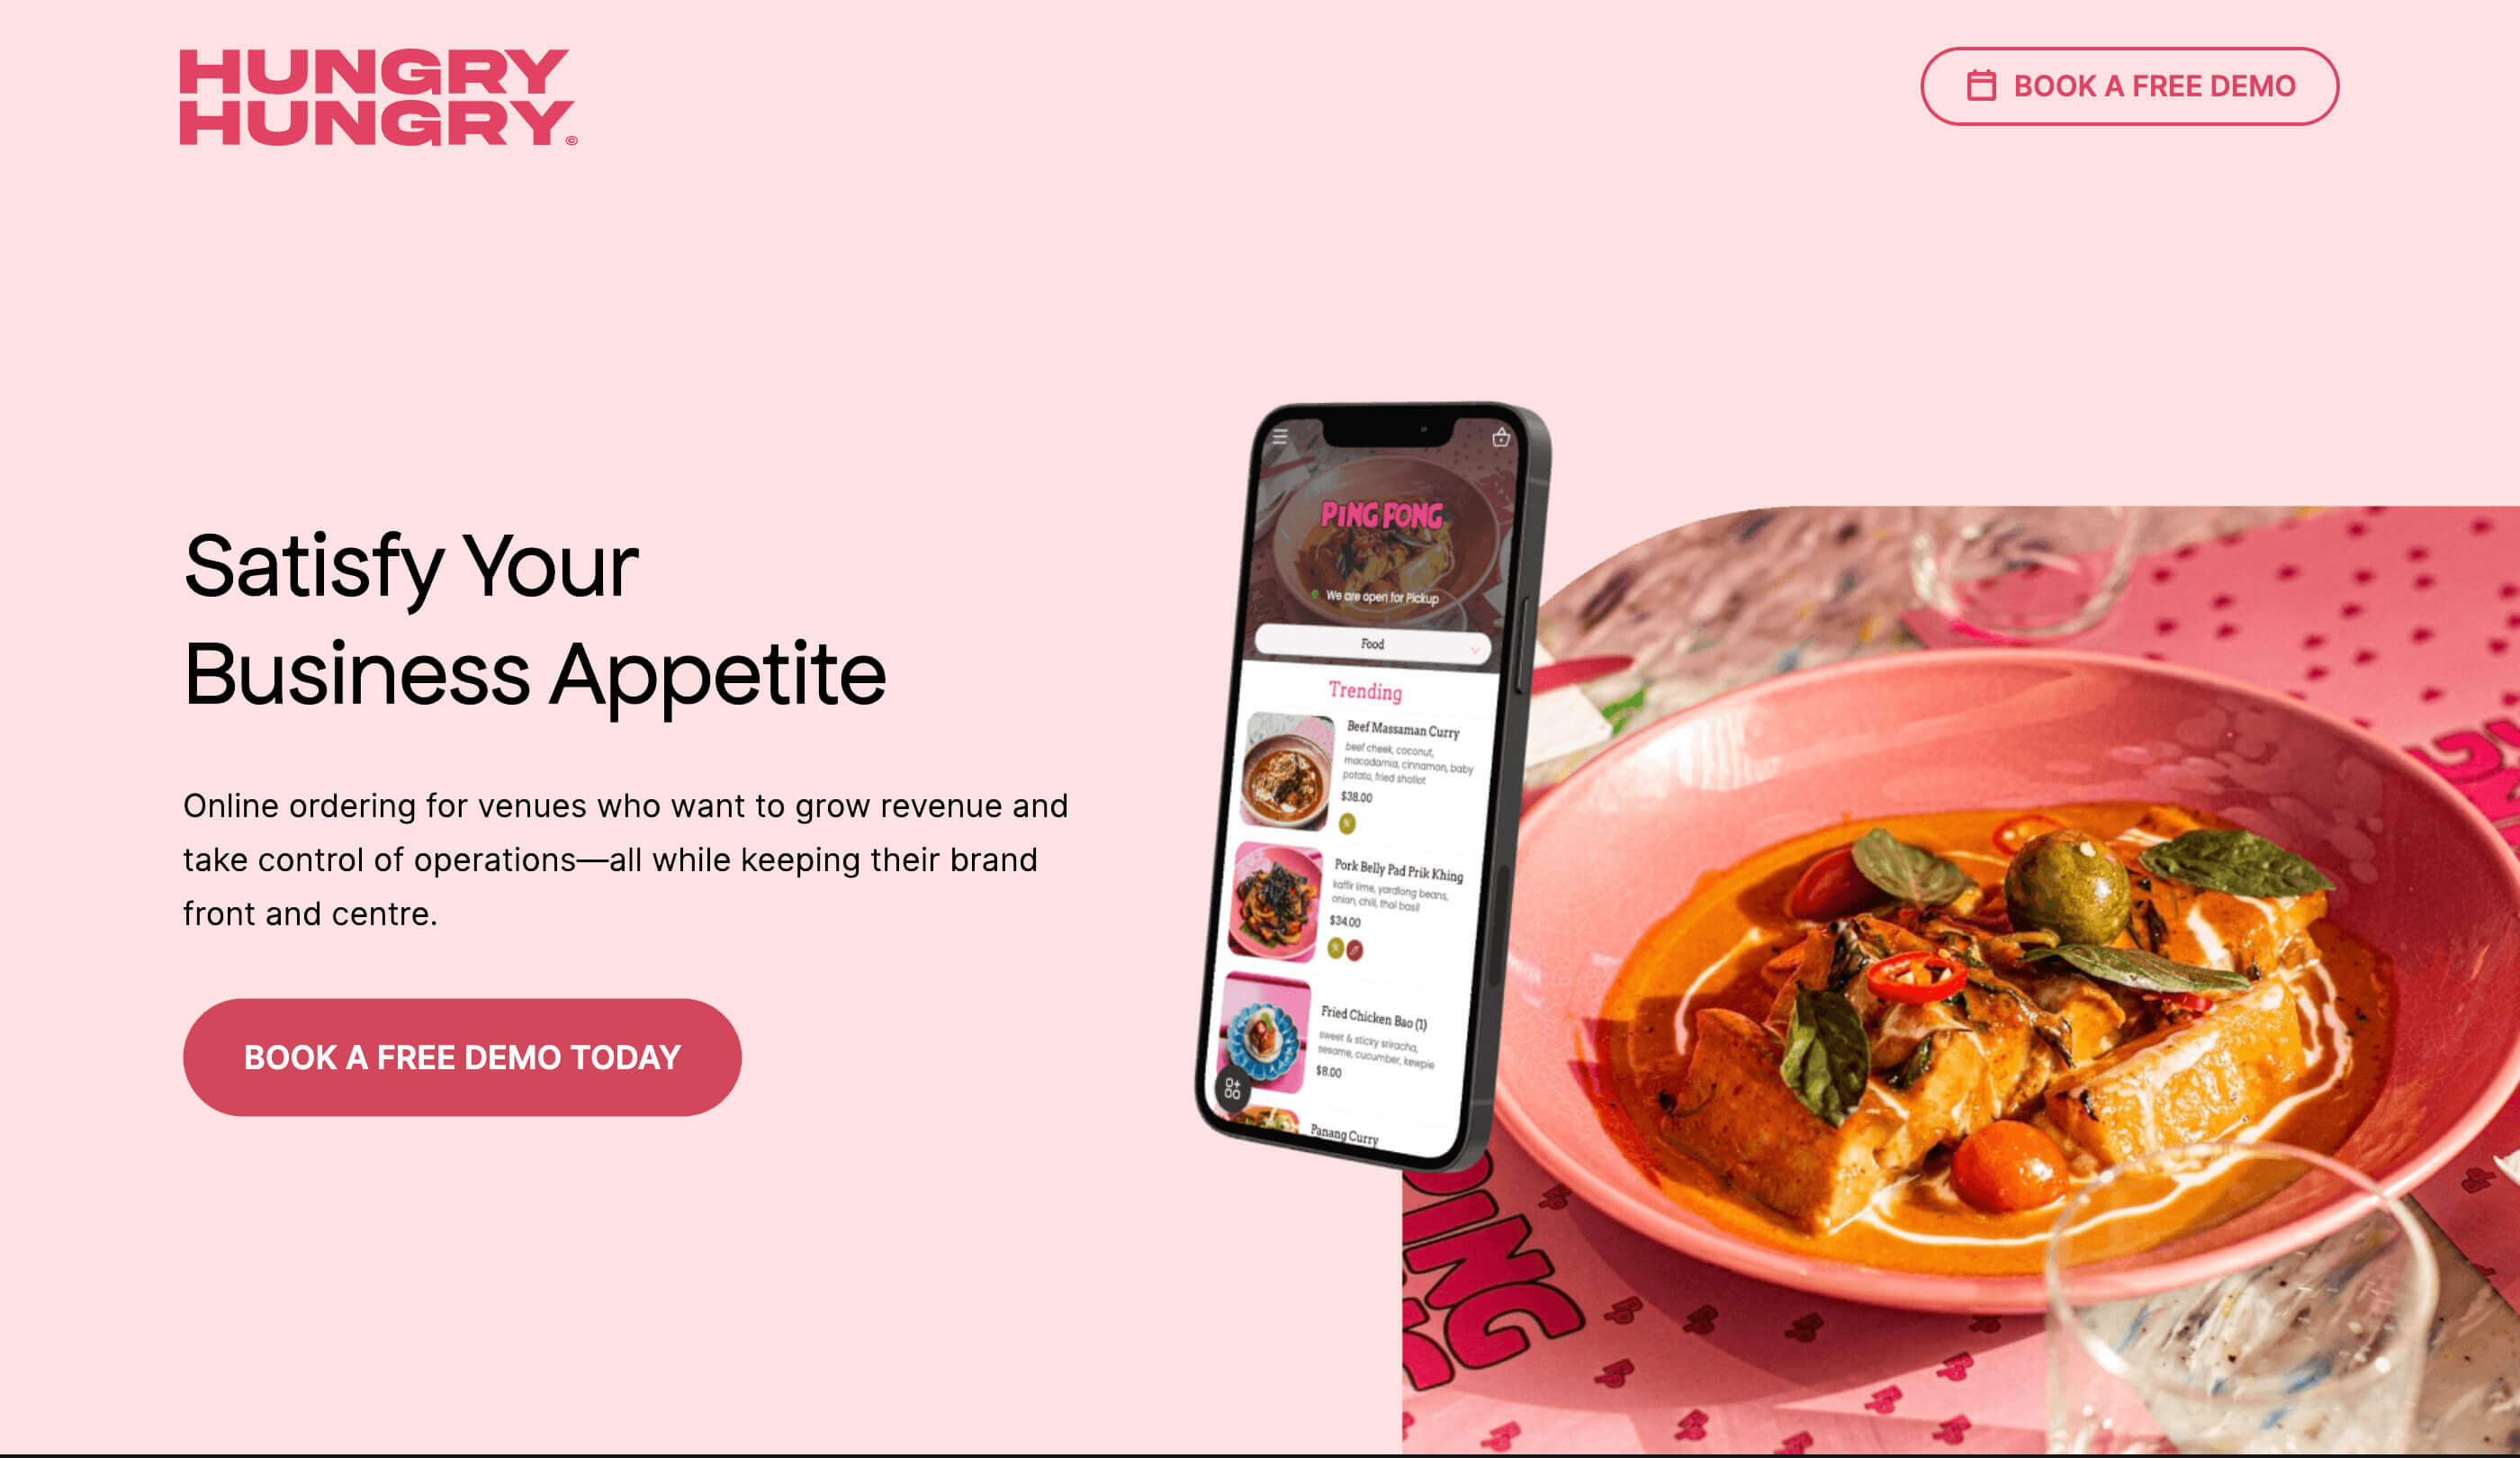 HUNGRY
HUNGRY©
BOOK A FREE DEMO
Satisfy Your
Business Appetite
Online ordering for venues who want to grow revenue and
take control of operations—all while keeping their brand
front and centre.
BOOK A FREE DEMO TODAY
PING PONG
We are open for Pickup
Food
Trending
Beef Massaman Curry
beef cheek, coconut,
macadamia, cinnamon, baby
potato, fried shallot
$38.00
Pork Belly Pad Prik Khing
kaffir lime, yardlong beans,
onion, chili, thai basil
$34.00
Fried Chicken Bao (1)
sweet & sticky sriracha,
sesame, cucumber, kewpie
$8.00
Panang Curry
PING